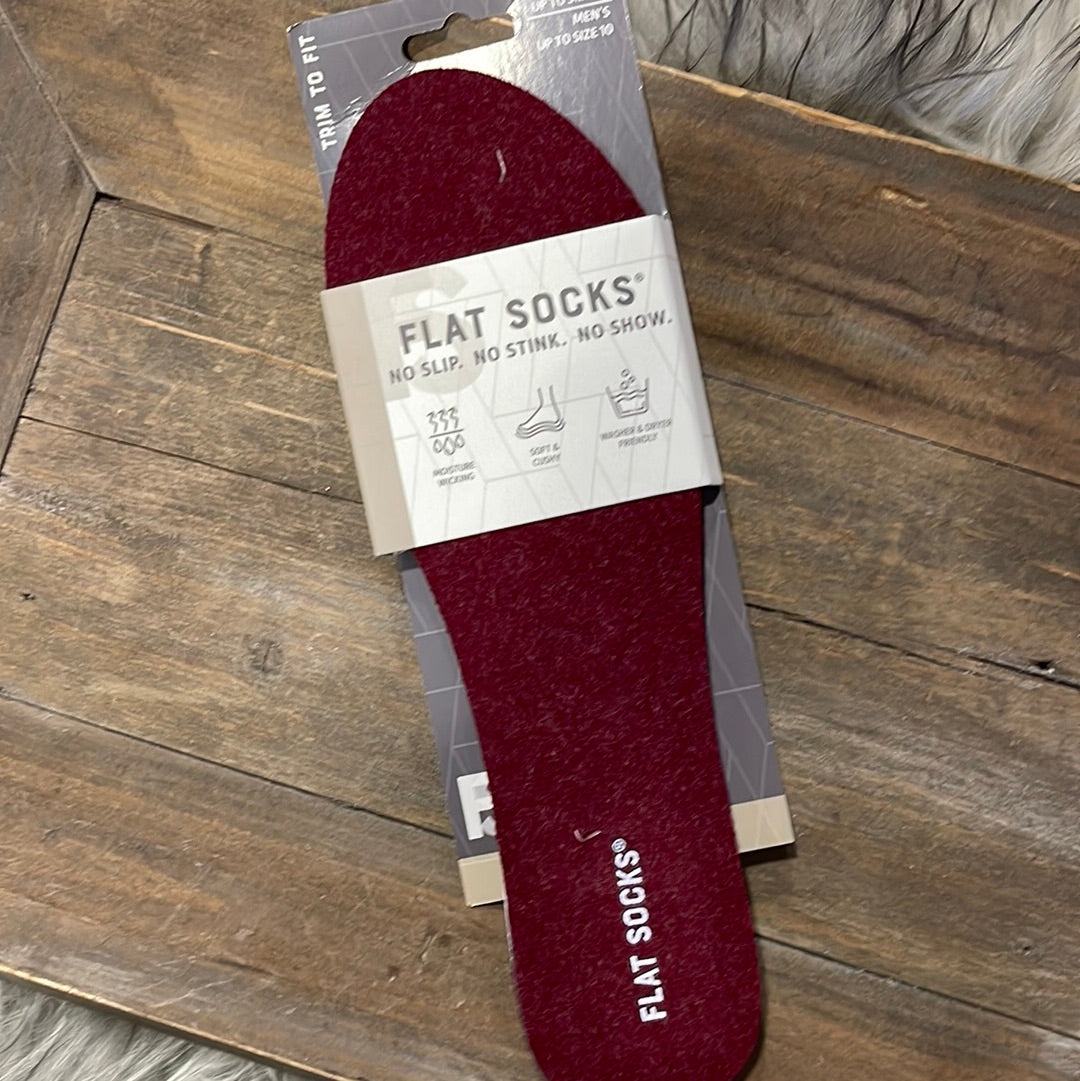 TRIM TO FIT
MEN'S
UP TO SIZE 10
FLAT SOCKS®
NO SLIP. NO STINK. NO SHOW.
MOISTURE
WICKING
SOFT &
CUSHY
WASHER & DRYER
FRIENDLY
FLAT SOCKS®